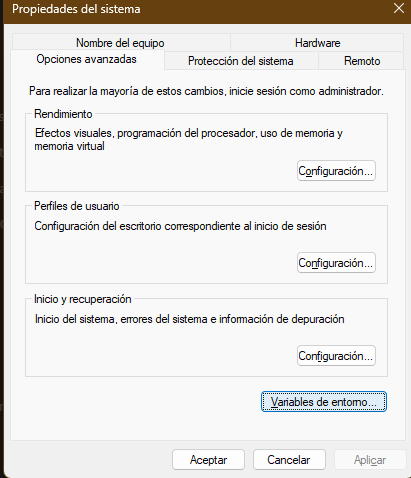 Propiedades del sistema
Nombre del equipo
Hardware
Opciones avanzadas
Protección del sistema
Remoto
Para realizar la mayoría de estos cambios, inicie sesión como administrador.
Rendimiento
Efectos visuales, programación del procesador, uso de memoria y
memoria virtual
Configuración...
Perfiles de usuario
Configuración del escritorio correspondiente al inicio de sesión
Configuración...
Inicio y recuperación
Inicio del sistema, errores del sistema e información de depuración
Configuración...
Variables de entorno...
Aceptar
Cancelar
Aplicar